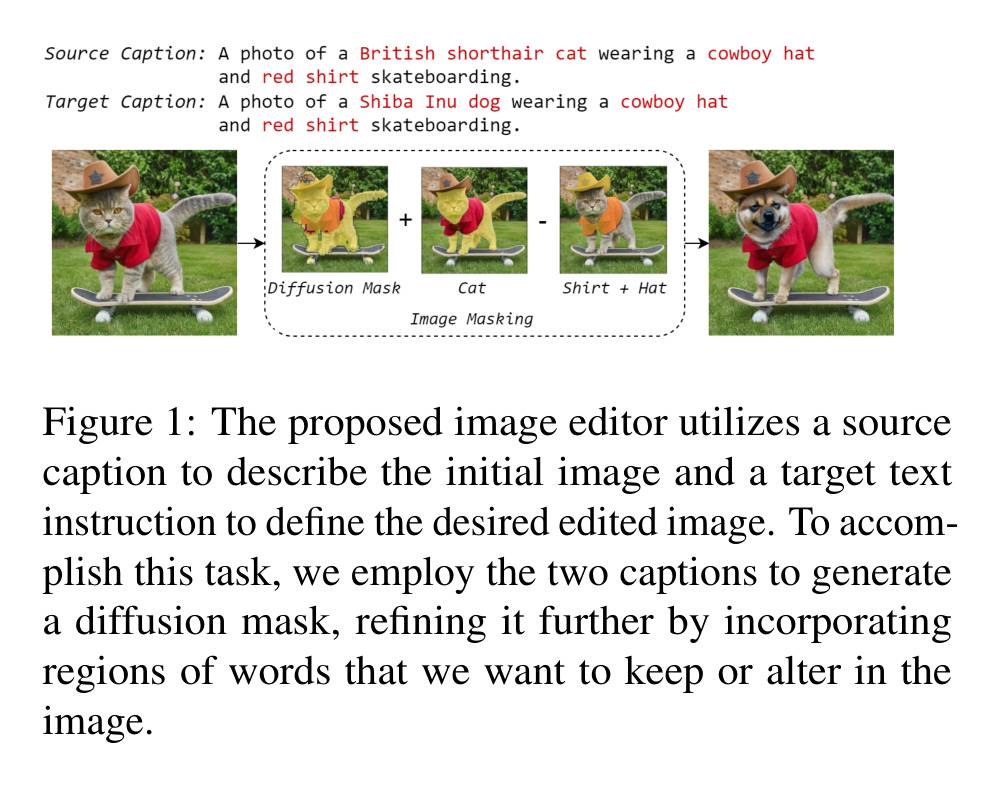 Source Caption: A photo of a British shorthair cat wearing a cowboy hat
and red shirt skateboarding.
Target Caption: A photo of a Shiba Inu dog wearing a cowboy hat
and red shirt skateboarding.
+
-
Diffusion Mask
Cat
Shirt + Hat
Image Masking
Figure 1: The proposed image editor utilizes a source
caption to describe the initial image and a target text
instruction to define the desired edited image. To accom-
plish this task, we employ the two captions to generate
a diffusion mask, refining it further by incorporating
regions of words that we want to keep or alter in the
image.